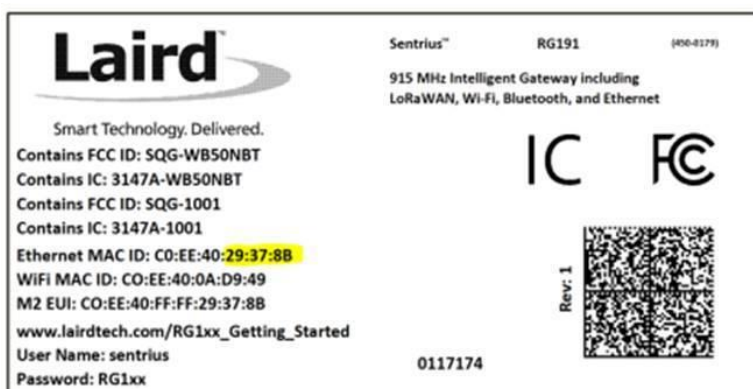 Laird™
Smart Technology. Delivered.
Sentrius™ RG191 (450-0179)
915 MHz Intelligent Gateway including
LoRaWAN, Wi-Fi, Bluetooth, and Ethernet
Contains FCC ID: SQG-WB50NBT
Contains IC: 3147A-WB50NBT
Contains FCC ID: SQG-1001
Contains IC: 3147A-1001
Ethernet MAC ID: C0:EE:40:29:37:8B
WiFi MAC ID: CO:EE:40:0A:D9:49
M2 EUI: CO:EE:40:FF:FF:29:37:8B
www.lairdtech.com/RG1xx_Getting_Started
User Name: sentrius
Password: RG1xx
IC FCC
Rev: 1
0117174